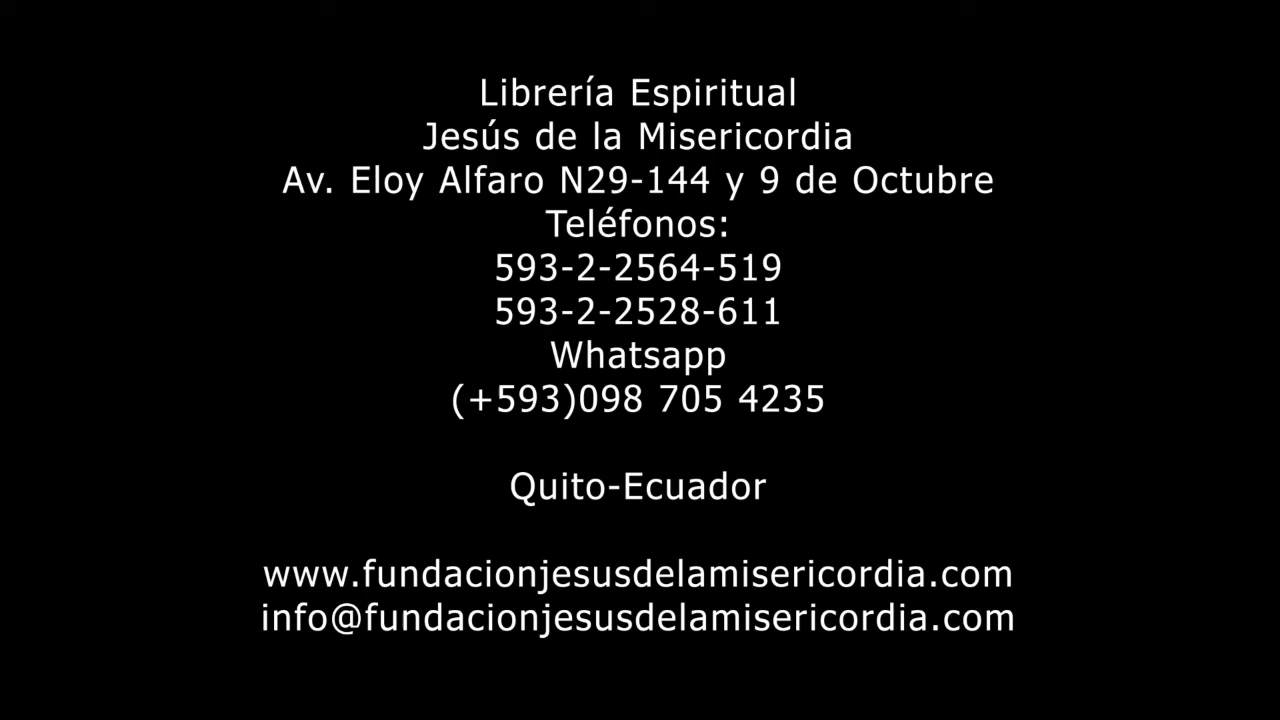 Librería Espiritual
Jesús de la Misericordia
Av. Eloy Alfaro N29-144 y 9 de Octubre
Teléfonos:
593-2-2564-519
593-2-2528-611
Whatsapp
(+593)098 705 4235
Quito-Ecuador
www.fundacionjesusdelamisericordia.com
info@fundacionjesusdelamisericordia.com